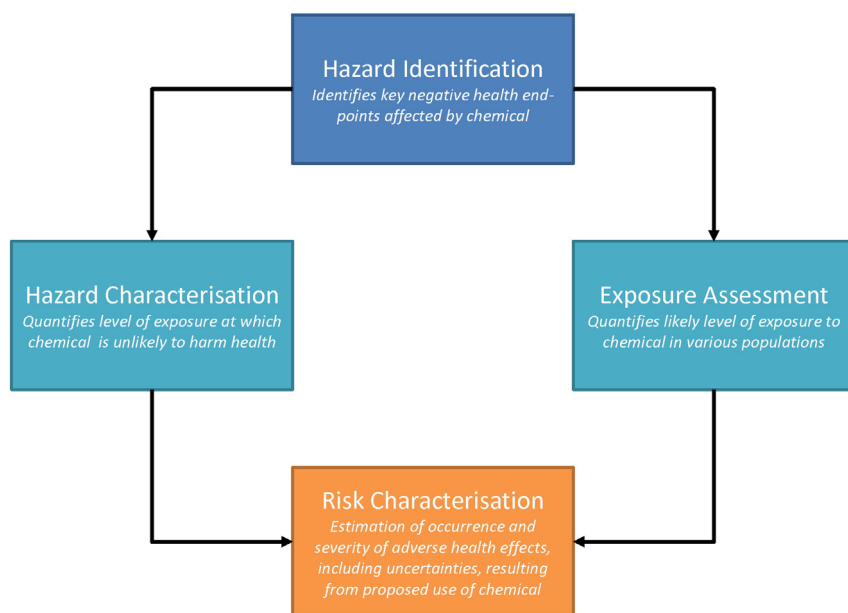 Hazard Identification
Identifies key negative health end-
points affected by chemical
Hazard Characterisation
Quantifies level of exposure at which
chemical  is unlikely to harm health
Exposure Assessment
Quantifies likely level of exposure to
chemical in various populations
Risk Characterisation
Estimation of occurrence and
severity of adverse health effects,
including uncertainties, resulting
from proposed use of chemical